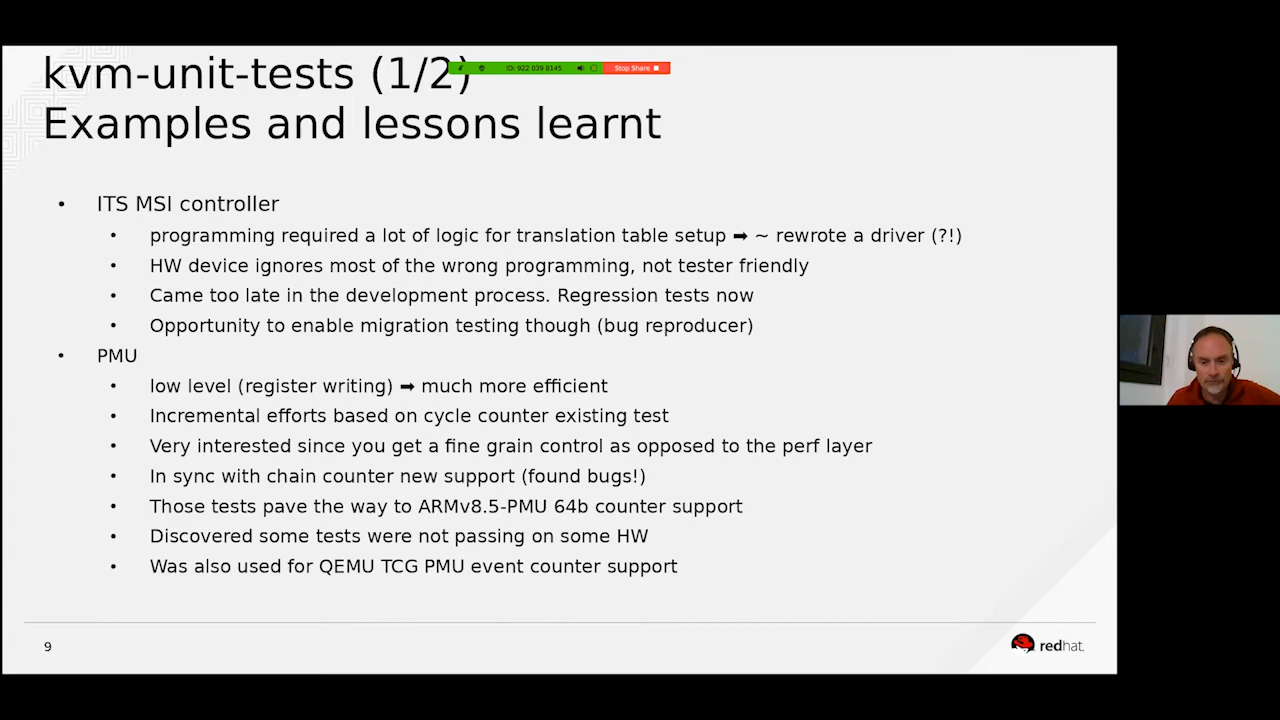 kvm-unit-tests (1/2)
ID: 922 039 8145
Stop Share
Examples and lessons learnt
• ITS MSI controller
• programming required a lot of logic for translation table setup ➡ ~ rewrote a driver (?!)
• HW device ignores most of the wrong programming, not tester friendly
• Came too late in the development process. Regression tests now
• Opportunity to enable migration testing though (bug reproducer)
• PMU
• low level (register writing) ➡ much more efficient
• Incremental efforts based on cycle counter existing test
• Very interested since you get a fine grain control as opposed to the perf layer
• In sync with chain counter new support (found bugs!)
• Those tests pave the way to ARMv8.5-PMU 64b counter support
• Discovered some tests were not passing on some HW
• Was also used for QEMU TCG PMU event counter support
9
redhat.